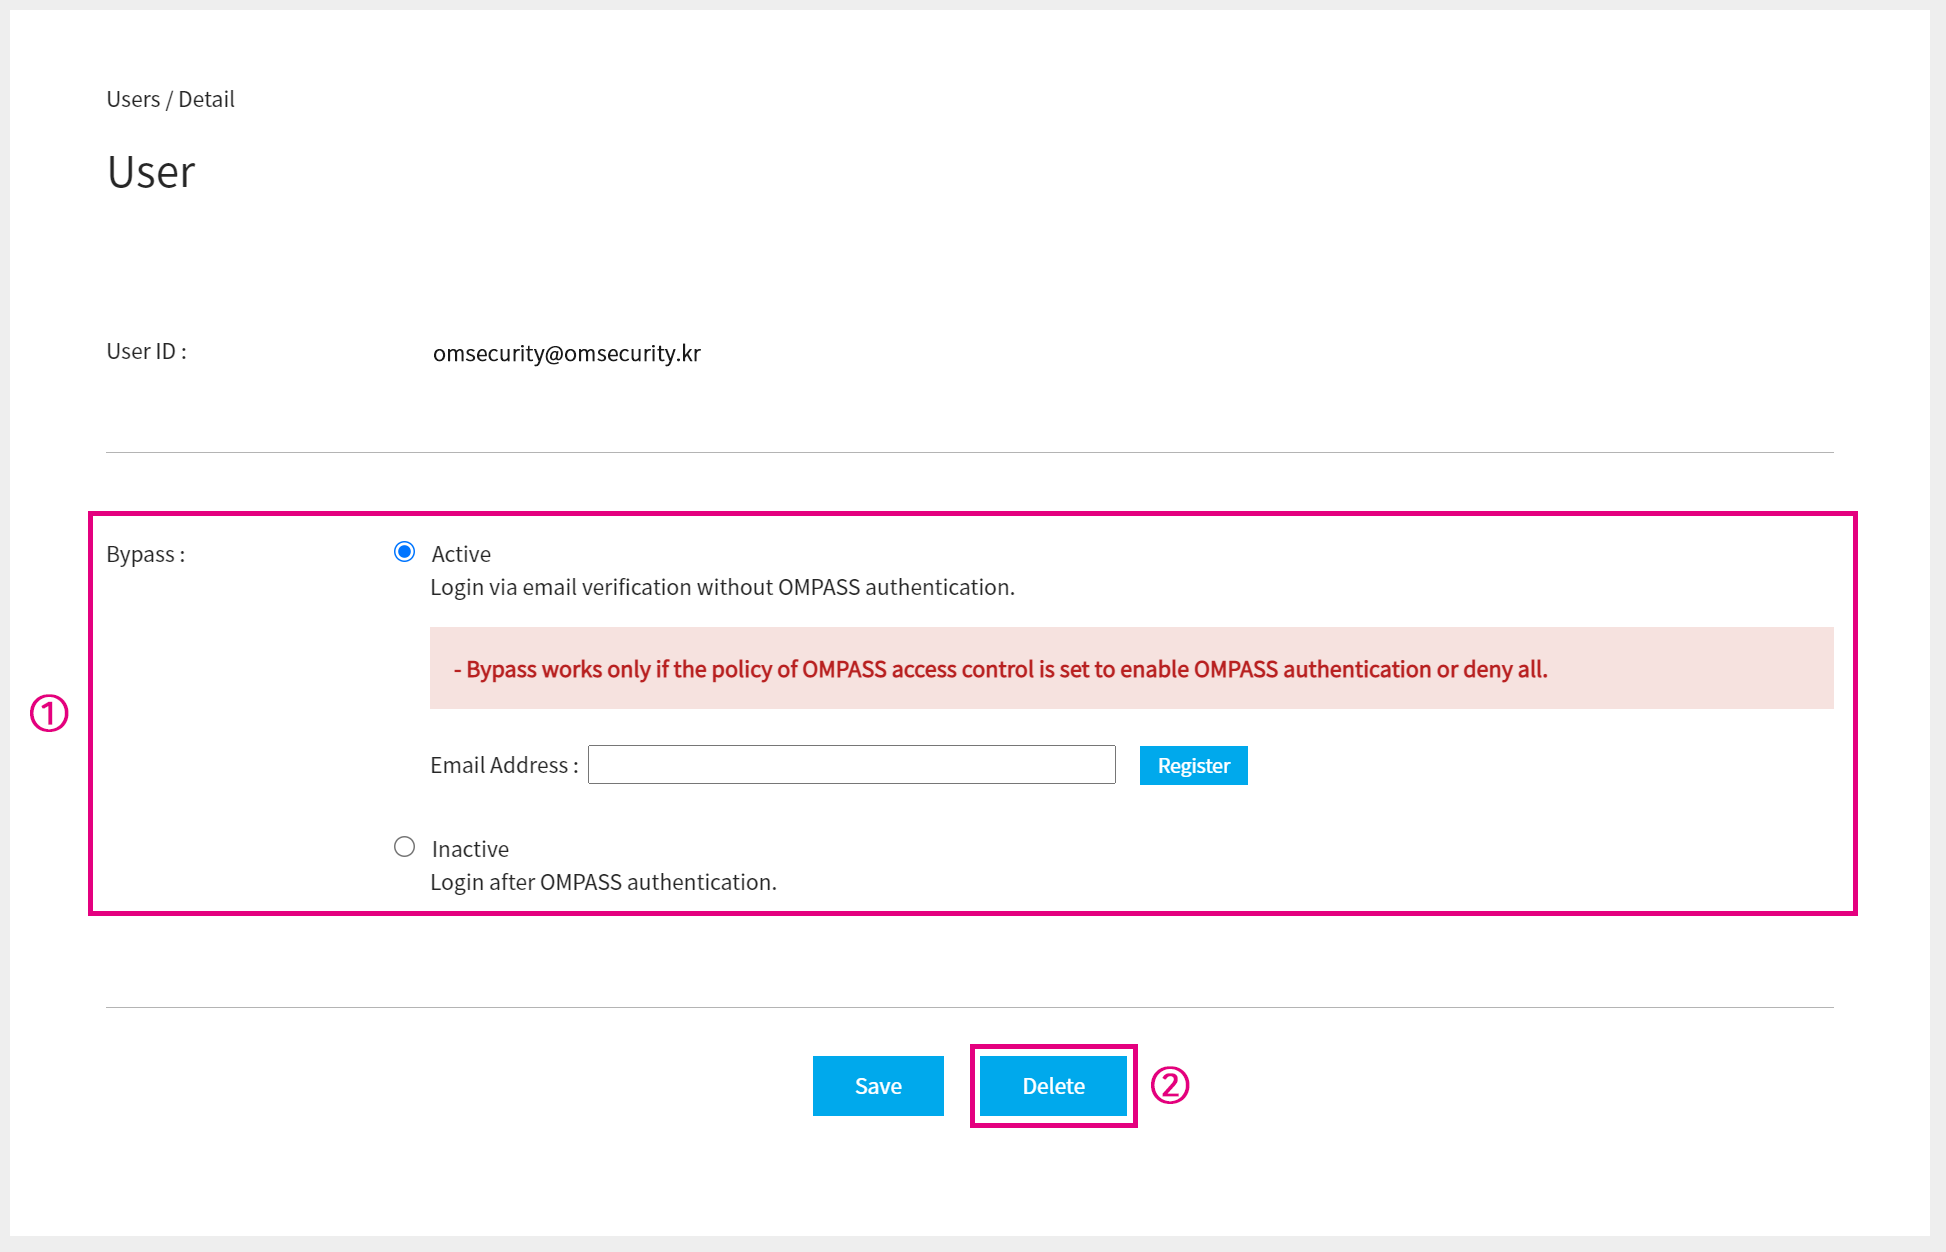 Users / Detail
User
User ID : omsecurity@omsecurity.kr
Bypass : Active
Login via email verification without OMPASS authentication.
- Bypass works only if the policy of OMPASS access control is set to enable OMPASS authentication or deny all.
①
Email Address : Register
Inactive
Login after OMPASS authentication.
Save Delete ②